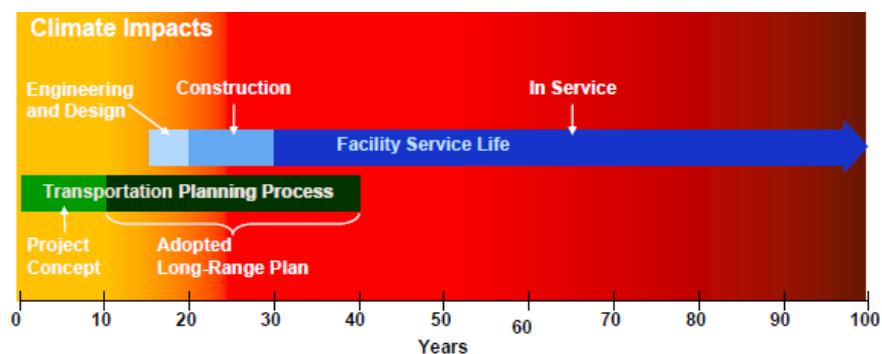 Climate Impacts
Engineering
and Design
Construction
In Service
Facility Service Life
Transportation Planning Process
Project
Concept
Adopted
Long-Range Plan
0 10 20 30 40 50 60 70 80 90 100
Years